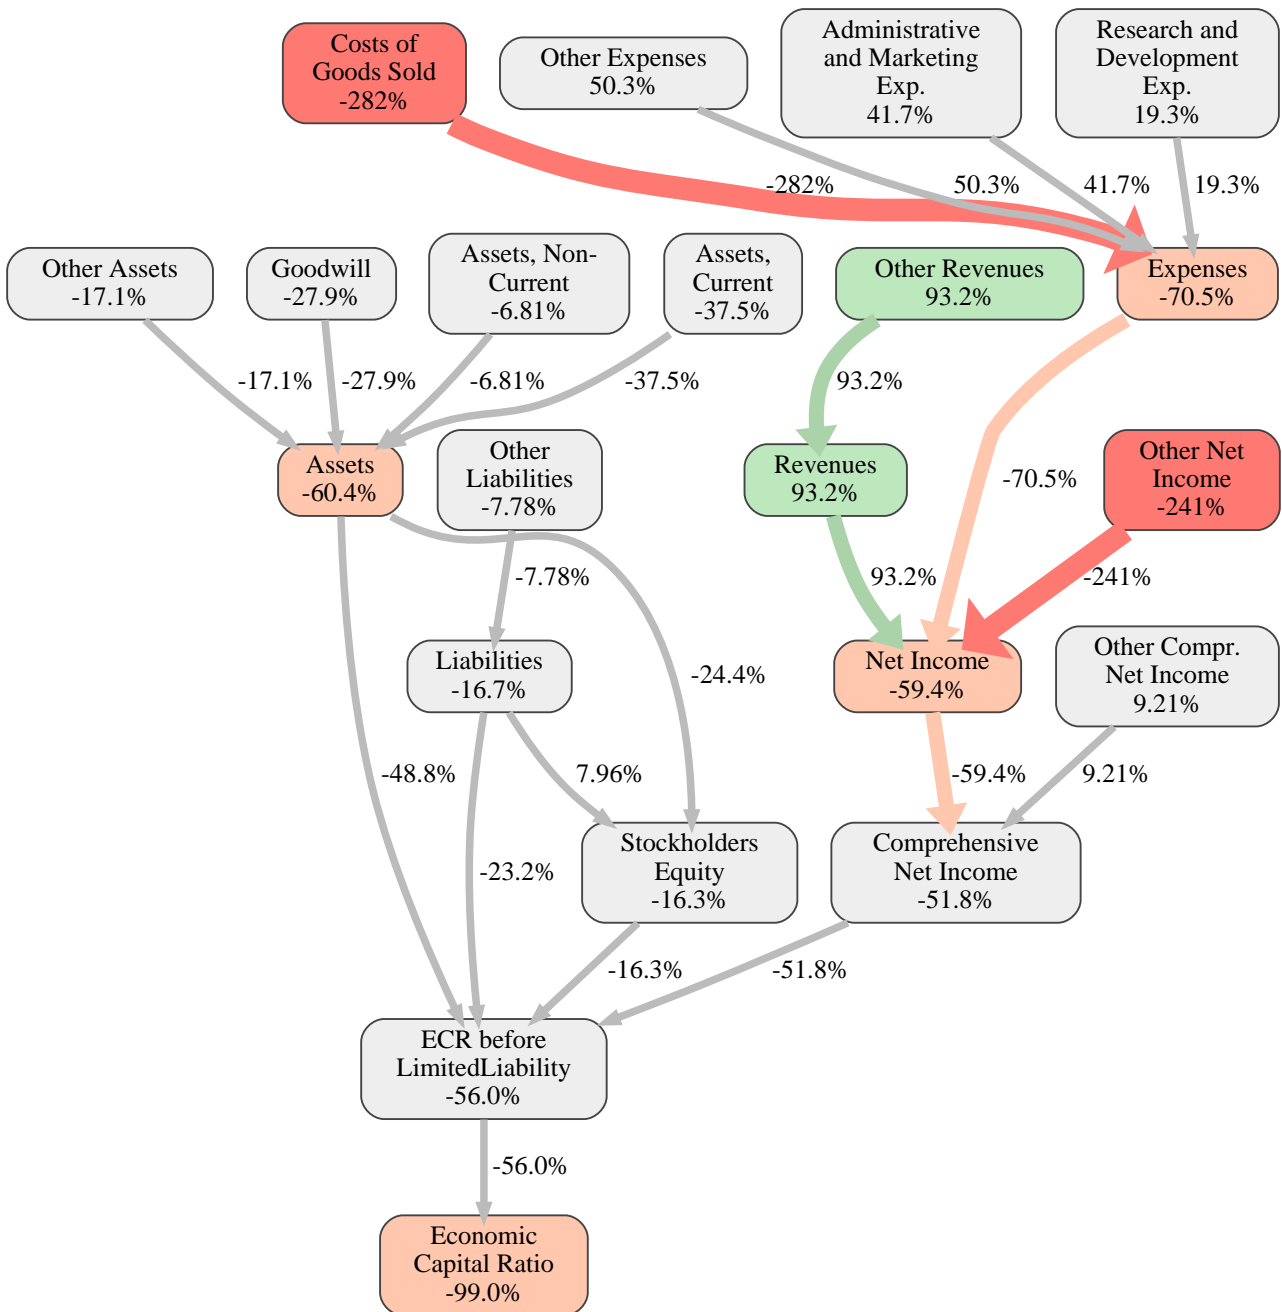 Costs of
Goods Sold
-282%
Other Expenses
50.3%
Administrative
and Marketing
Exp.
41.7%
Research and
Development
Exp.
19.3%
-282%
50.3%
41.7%
19.3%
Other Assets
-17.1%
Goodwill
-27.9%
Assets, Non-
Current
-6.81%
Assets,
Current
-37.5%
Other Revenues
93.2%
Expenses
-70.5%
-17.1%
-27.9%
-6.81%
-37.5%
93.2%
Assets
-60.4%
Other
Liabilities
-7.78%
Revenues
93.2%
-70.5%
Other Net
Income
-241%
-7.78%
93.2%
-241%
Liabilities
-16.7%
-24.4%
Net Income
-59.4%
Other Compr.
Net Income
9.21%
-48.8%
7.96%
-59.4%
9.21%
-23.2%
Stockholders
Equity
-16.3%
Comprehensive
Net Income
-51.8%
-16.3%
-51.8%
ECR before
LimitedLiability
-56.0%
-56.0%
Economic
Capital Ratio
-99.0%